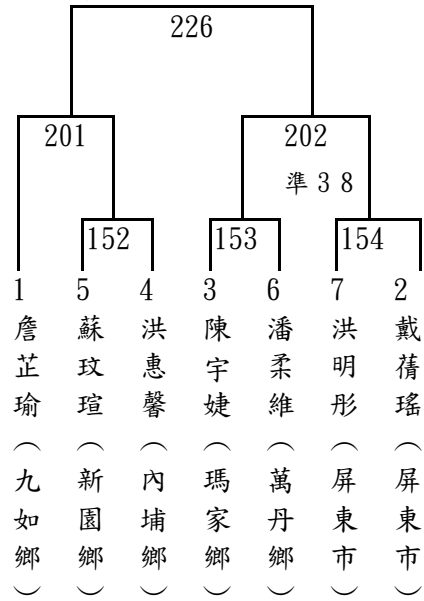 226
201
202
準 3 8
152
153
154
1
5
4
3
6
7
2
詹芷瑜（九如鄉）
蘇玟瑄（新園鄉）
洪惠馨（內埔鄉）
陳宇婕（瑪家鄉）
潘柔維（萬丹鄉）
洪明彤（屏東市）
戴蒨瑤（屏東市）